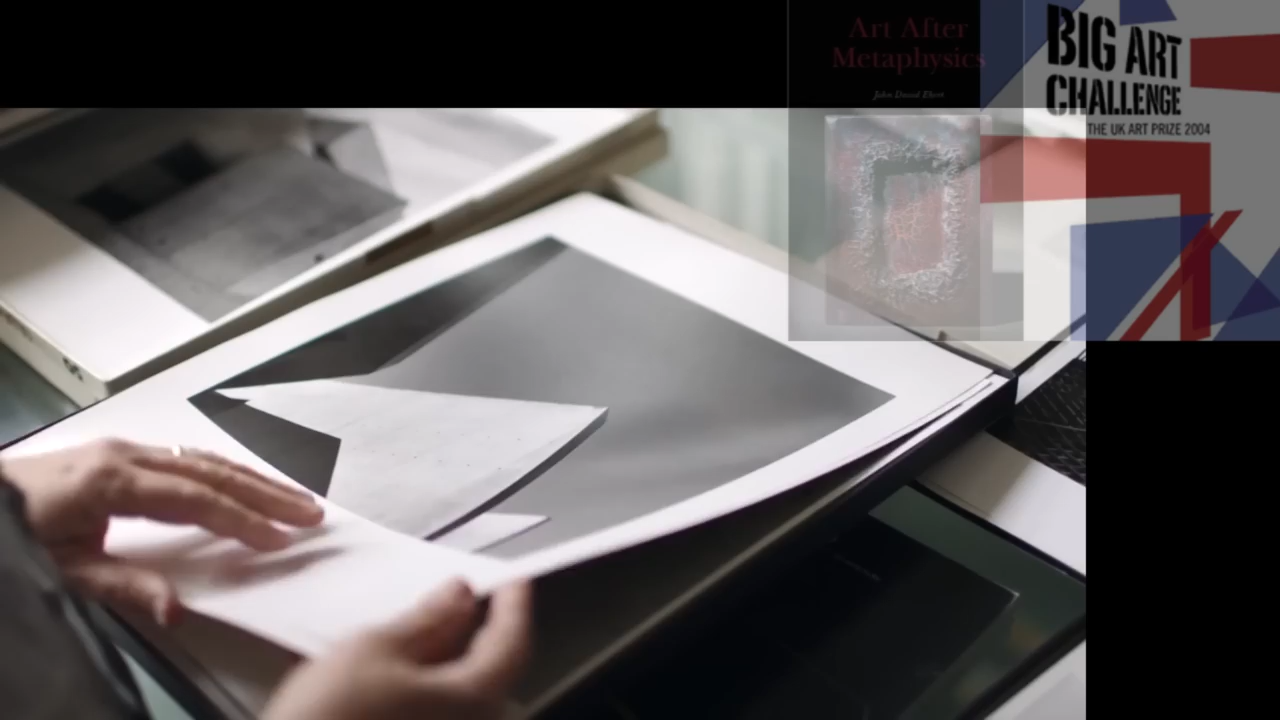 Art After
Metaphysics
John David Ebert
BIG ART
CHALLENGE
THE UK ART PRIZE 2004